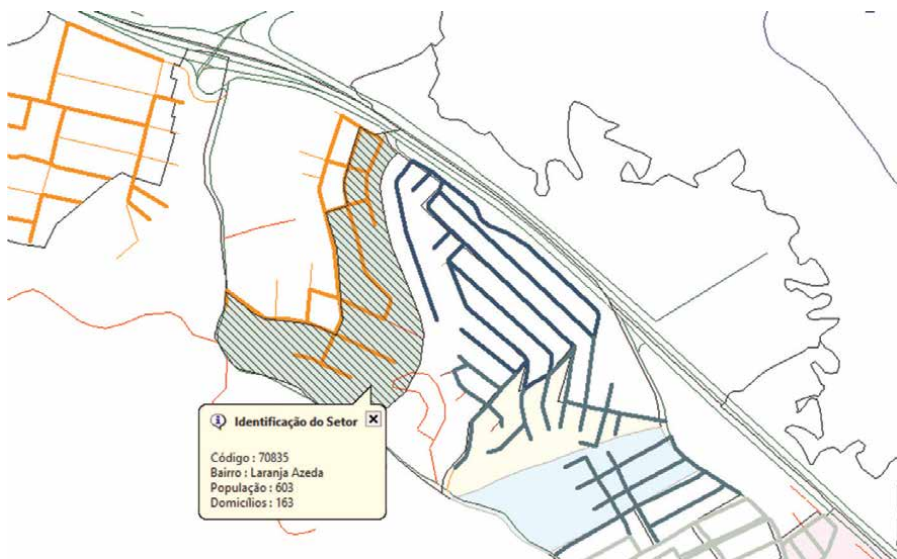 Identificação do Setor
Código : 70835
Bairro : Laranja Azeda
População : 603
Domicílios : 163